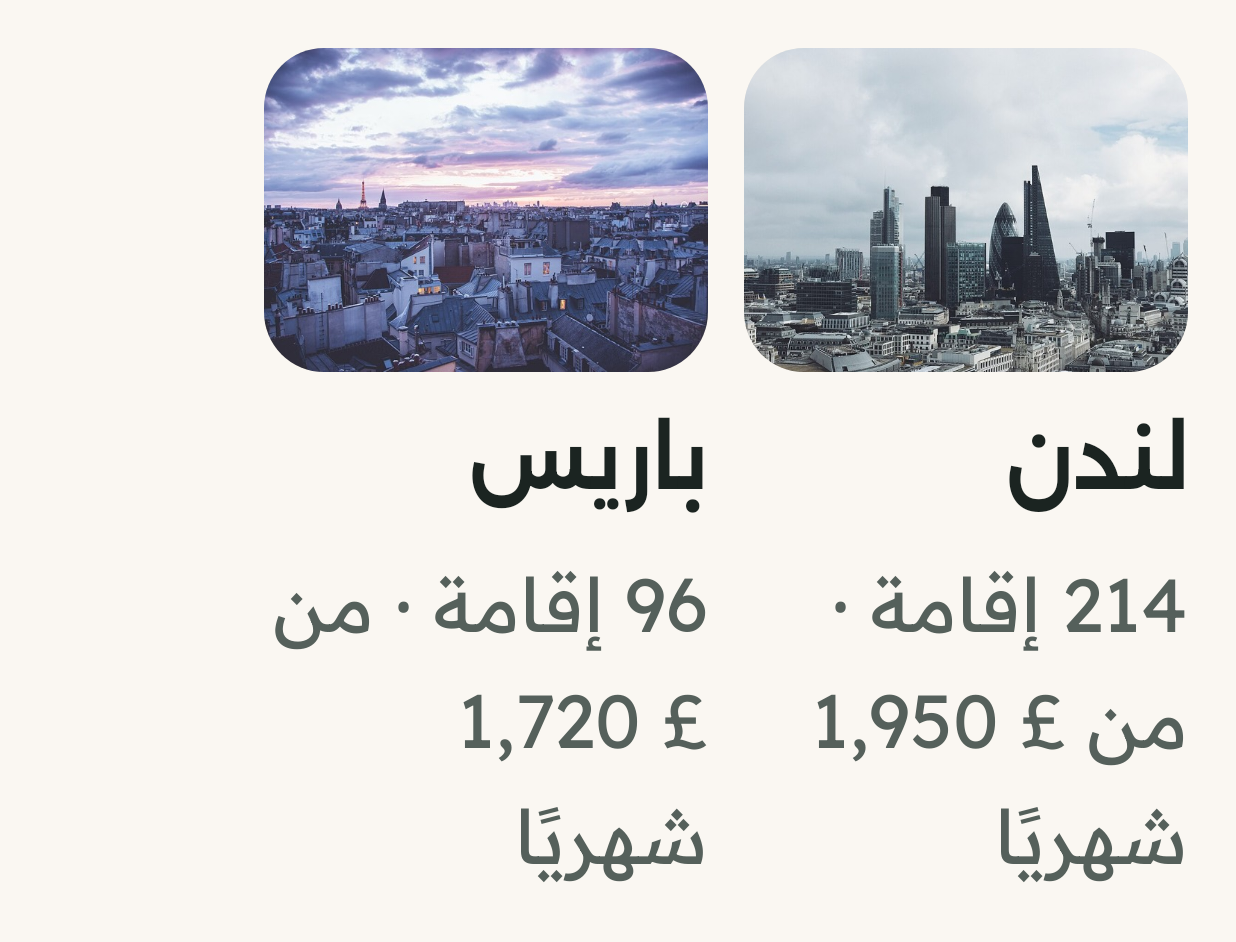 لندن
214 إقامة ·
من £ 1,950
شهريًا
باريس
96 إقامة · من
£ 1,720
شهريًا